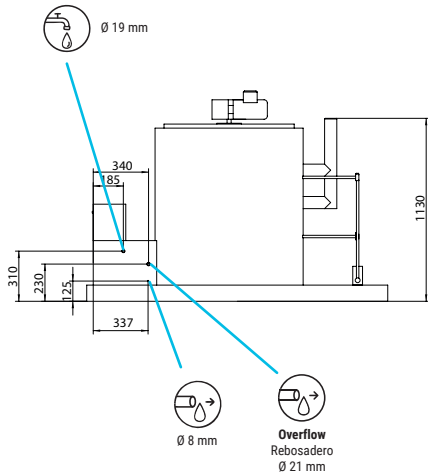 Ø 19 mm
340
185
1130
310
230
125
337
Ø 8 mm
Overflow
Rebosadero
Ø 21 mm